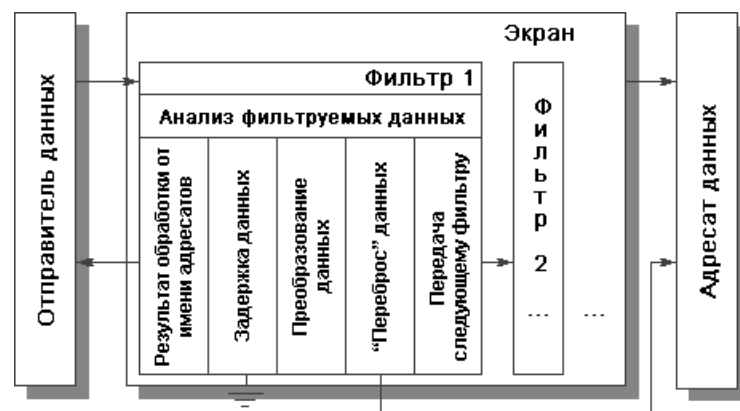 Отправитель данных
Экран
Фильтр 1
Анализ фильтруемых данных
Результат обработки от
имени адресатов
Задержка данных
Преобразование
данных
“Переброс” данных
Передача
следующему фильтру
Фильтр 2
...
...
Адресат данных